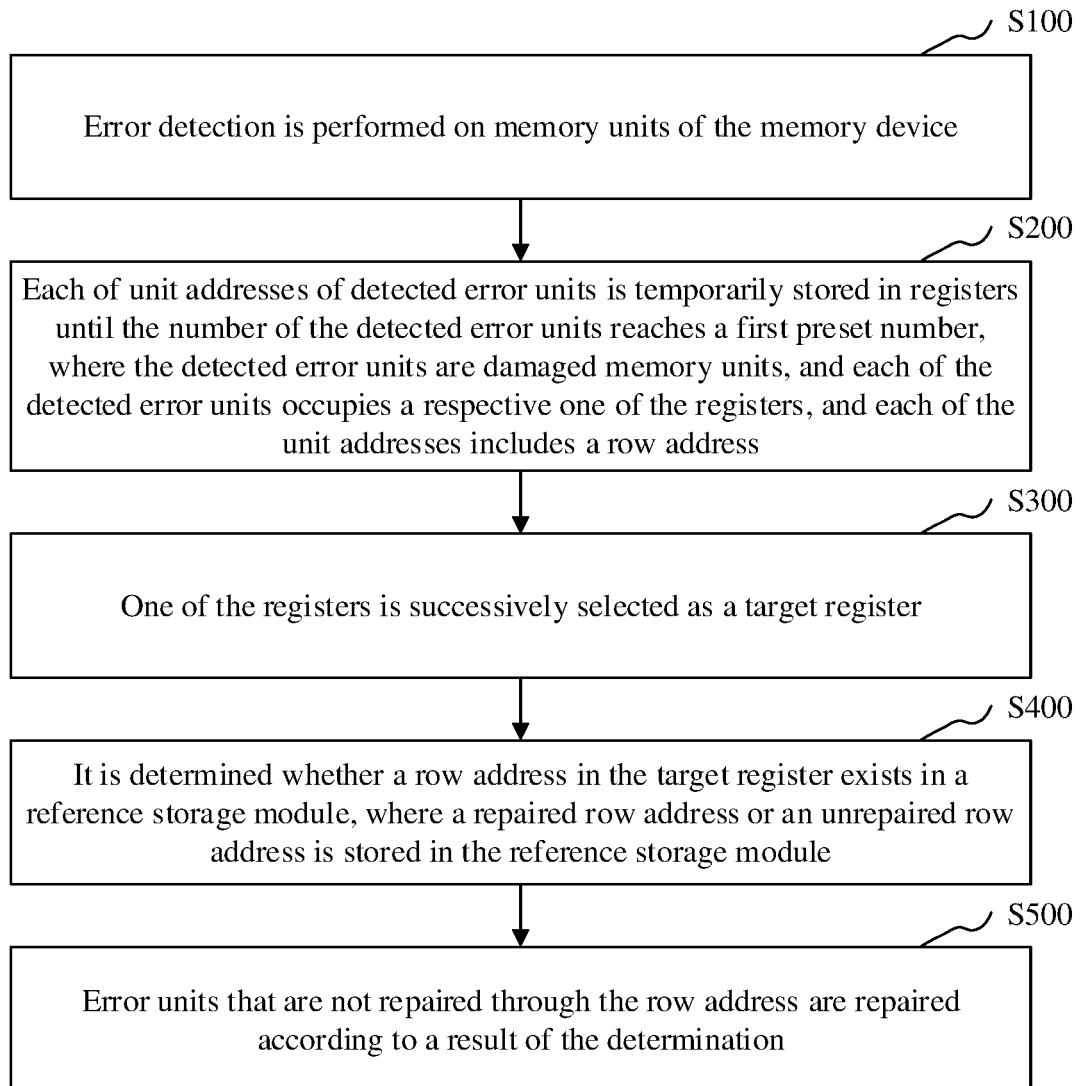 S100
Error detection is performed on memory units of the memory device
S200
Each of unit addresses of detected error units is temporarily stored in registers
until the number of the detected error units reaches a first preset number,
where the detected error units are damaged memory units, and each of the
detected error units occupies a respective one of the registers, and each of the
unit addresses includes a row address
S300
One of the registers is successively selected as a target register
S400
It is determined whether a row address in the target register exists in a
reference storage module, where a repaired row address or an unrepaired row
address is stored in the reference storage module
S500
Error units that are not repaired through the row address are repaired
according to a result of the determination